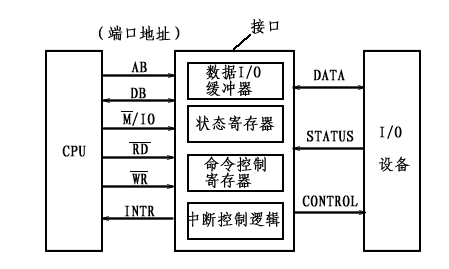 (端口地址)
接口
CPU
AB
DB
M̅/IO
R̅D̅
W̅R̅
INTR
数据I/O
缓冲器
状态寄存器
命令控制
寄存器
中断控制逻辑
DATA
STATUS
CONTROL
I/O
设备